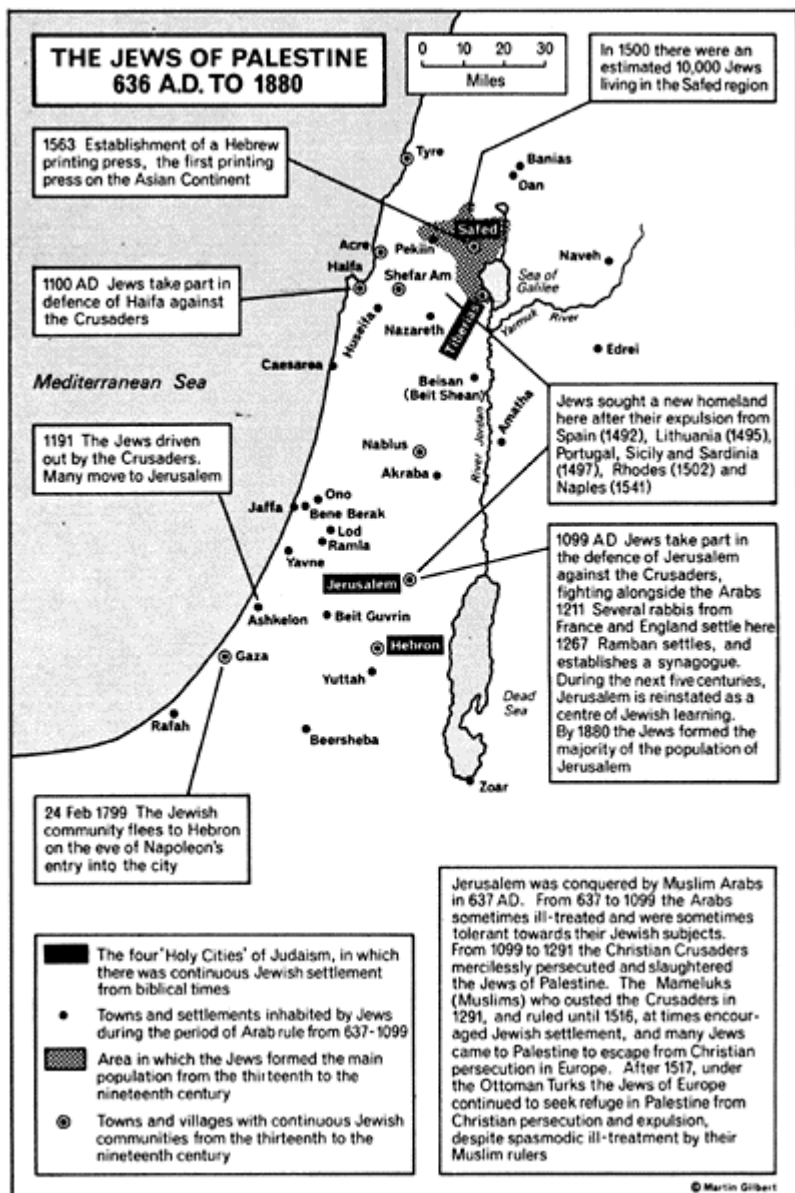 THE JEWS OF PALESTINE
636 A.D. TO 1880
0 10 20 30
Miles
In 1500 there were an
estimated 10,000 Jews
living in the Safed region
1563 Establishment of a Hebrew
printing press, the first printing
press on the Asian Continent
Tyre
Banias
Dan
Safed
Pekiin
Acre
Haifa
Shefar Am
Sea of
Galilee
Naveh
1100 AD Jews take part in
defence of Haifa against
the Crusaders
Huseifa
Nazareth
Tiberias
Yarmuk River
Edrei
Caesarea
Mediterranean Sea
Beisan
(Beit Shean)
Amatha
River Jordan
Jews sought a new homeland
here after their expulsion from
Spain (1492), Lithuania (1495),
Portugal, Sicily and Sardinia
(1497), Rhodes (1502) and
Naples (1541)
1191 The Jews driven
out by the Crusaders.
Many move to Jerusalem
Nablus
Akraba
Jaffa
Ono
Bene Berak
Lod
Ramla
Yavne
Jerusalem
1099 AD Jews take part in
the defence of Jerusalem
against the Crusaders,
fighting alongside the Arabs
1211 Several rabbis from
France and England settle here
1267 Ramban settles, and
establishes a synagogue.
During the next five centuries,
Jerusalem is reinstated as a
centre of Jewish learning.
By 1880 the Jews formed the
majority of the population of
Jerusalem
Ashkelon
Beit Guvrin
Hebron
Gaza
Yuttah
Dead
Sea
Rafah
Beersheba
Zoar
24 Feb 1799 The Jewish
community flees to Hebron
on the eve of Napoleon's
entry into the city
The four 'Holy Cities' of Judaism, in which
there was continuous Jewish settlement
from biblical times
Towns and settlements inhabited by Jews
during the period of Arab rule from 637-1099
Area in which the Jews formed the main
population from the thirteenth to the
nineteenth century
Towns and villages with continuous Jewish
communities from the thirteenth to the
nineteenth century
Jerusalem was conquered by Muslim Arabs
in 637 AD. From 637 to 1099 the Arabs
sometimes ill-treated and were sometimes
tolerant towards their Jewish subjects.
From 1099 to 1291 the Christian Crusaders
mercilessly persecuted and slaughtered
the Jews of Palestine. The Mameluks
(Muslims) who ousted the Crusaders in
1291, and ruled until 1516, at times encour-
aged Jewish settlement, and many Jews
came to Palestine to escape from Christian
persecution in Europe. After 1517, under
the Ottoman Turks the Jews of Europe
continued to seek refuge in Palestine from
Christian persecution and expulsion,
despite spasmodic ill-treatment by their
Muslim rulers
© Martin Gilbert